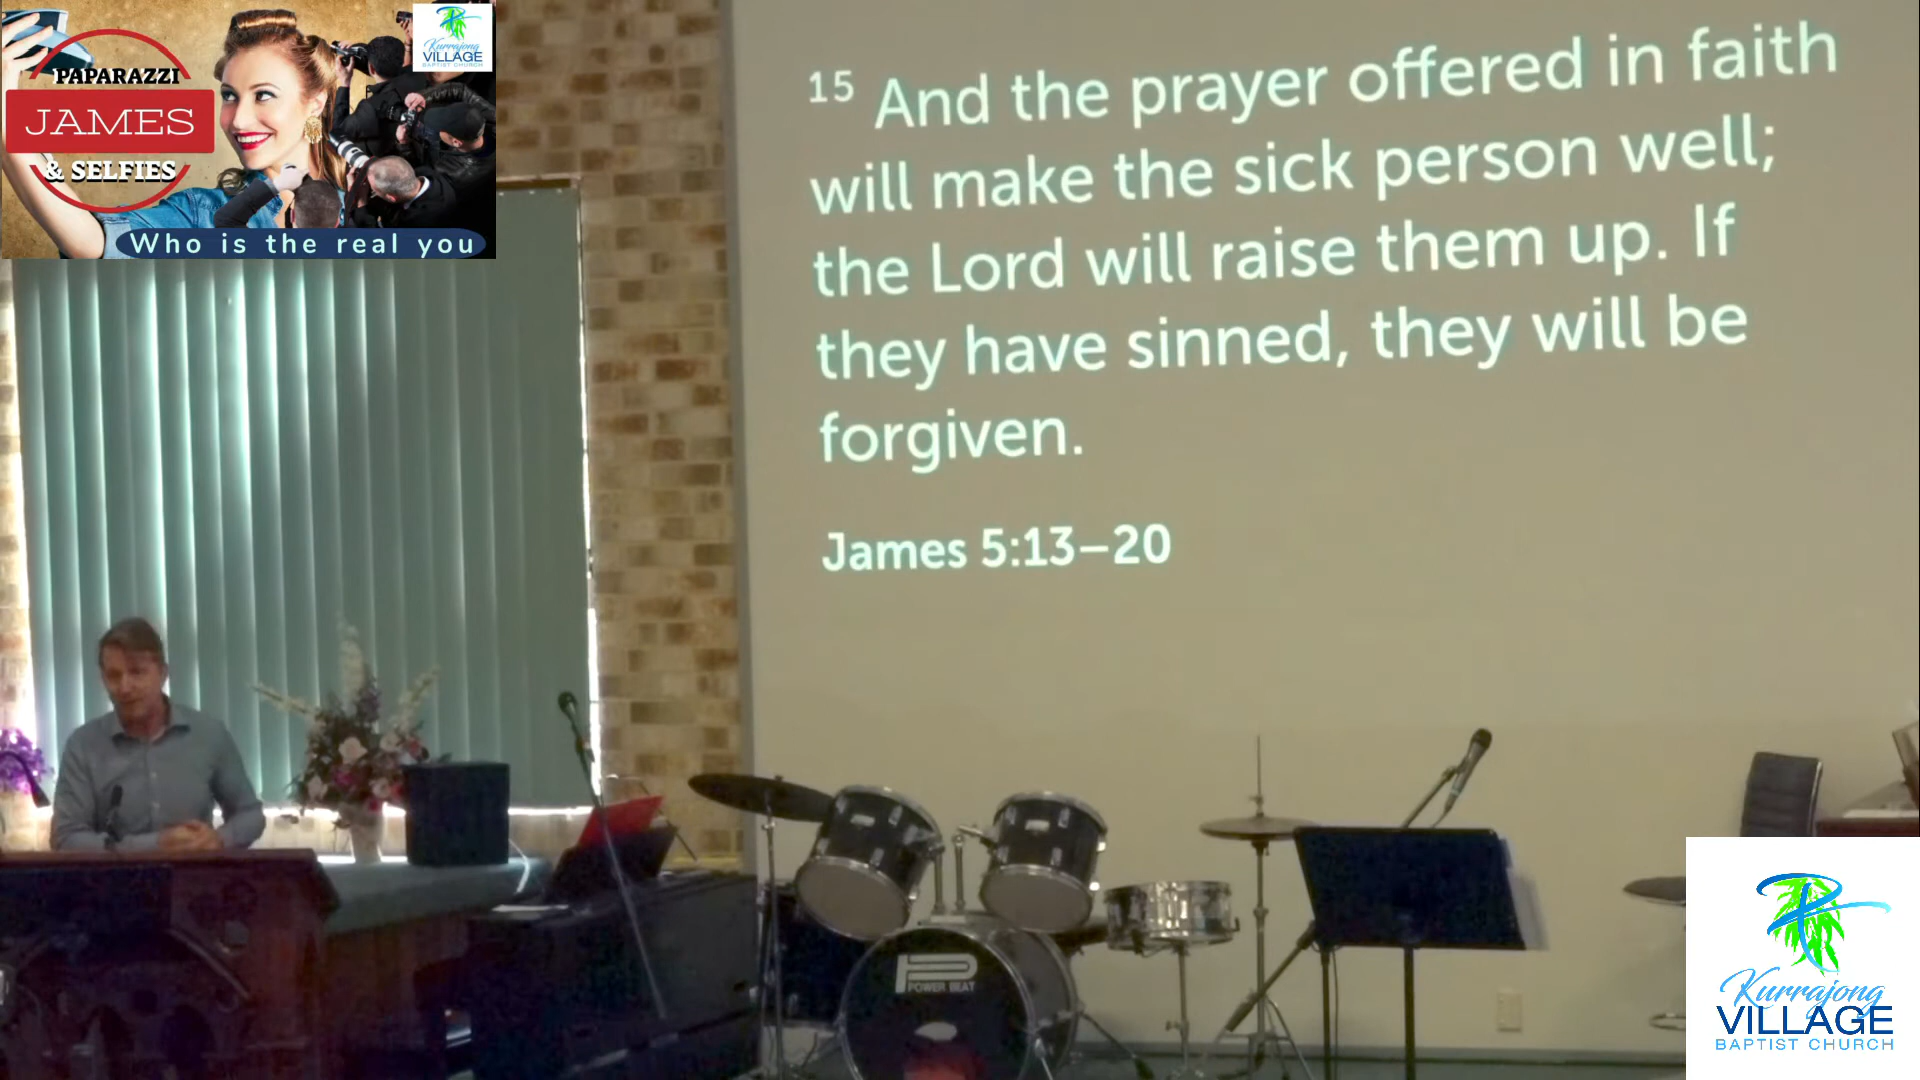 PAPARAZZI
JAMES
& SELFIES
Who is the real you
Kurrajong
VILLAGE
BAPTIST CHURCH
15 And the prayer offered in faith
will make the sick person well;
the Lord will raise them up. If
they have sinned, they will be
forgiven.
James 5:13–20
P
POWER BEAT
Kurrajong
VILLAGE
BAPTIST CHURCH